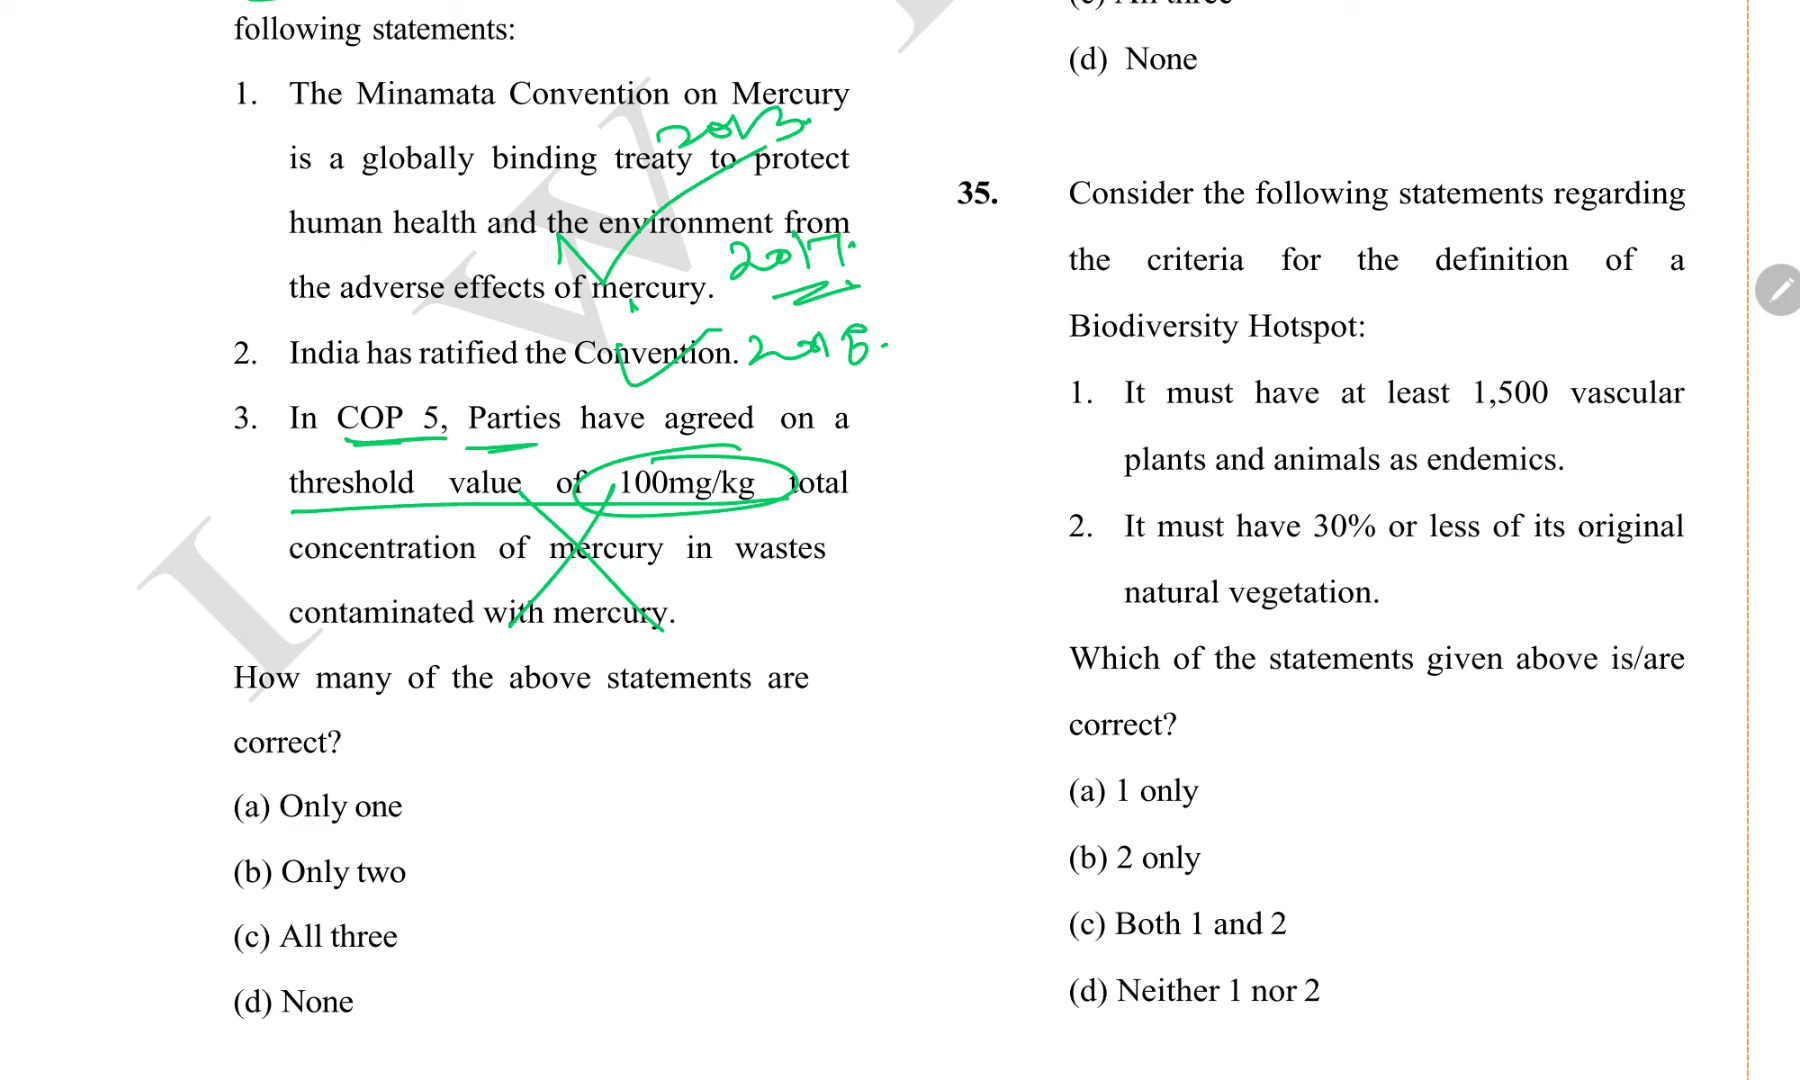 following statements:
1. The Minamata Convention on Mercury
2013
is a globally binding treaty to protect
human health and the environment from
2017.
the adverse effects of mercury.
2. India has ratified the Convention. 2018.
3. In COP 5, Parties have agreed on a
threshold value of 100mg/kg total
concentration of mercury in wastes
contaminated with mercury.
How many of the above statements are
correct?
(a) Only one
(b) Only two
(c) All three
(d) None
(d) None
35. Consider the following statements regarding
the criteria for the definition of a
Biodiversity Hotspot:
1. It must have at least 1,500 vascular
plants and animals as endemics.
2. It must have 30% or less of its original
natural vegetation.
Which of the statements given above is/are
correct?
(a) 1 only
(b) 2 only
(c) Both 1 and 2
(d) Neither 1 nor 2